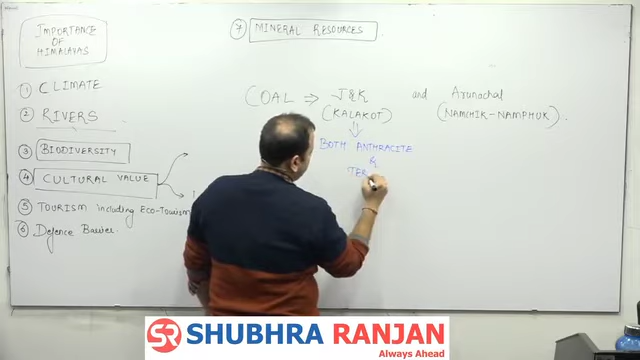 IMPORTANCE
OF
HIMALAYAS
① CLIMATE
② RIVERS
③ BIODIVERSITY
④ CULTURAL VALUE
⑤ TOURISM including ECO-Tourism
⑥ Defence Barrier.
⑦ MINERAL RESOURCES
COAL ⇒ J&K and Arunachal
(KALAKOT) (NAMCHIK-NAMPHUK).
BOTH ANTHRACITE
&
TER
SR SHUBHRA RANJAN
Always Ahead